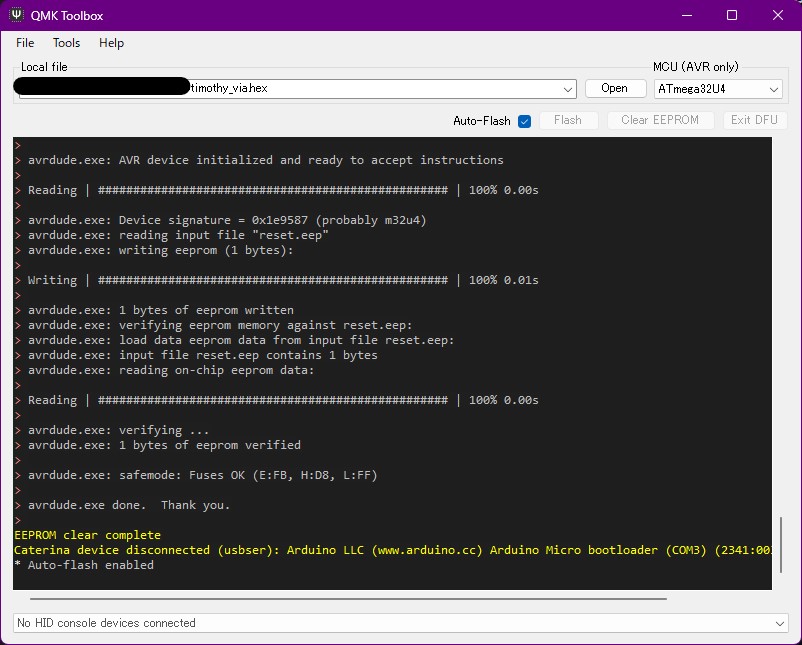 QMK Toolbox
File Tools Help
Local file
MCU (AVR only)
timothy_via.hex
Open
ATmega32U4
Auto-Flash
Flash
Clear EEPROM
Exit DFU
>
> avrdude.exe: AVR device initialized and ready to accept instructions
>
> Reading | ################################################## | 100% 0.00s
>
> avrdude.exe: Device signature = 0x1e9587 (probably m32u4)
> avrdude.exe: reading input file "reset.eep"
> avrdude.exe: writing eeprom (1 bytes):
>
> Writing | ################################################## | 100% 0.01s
>
> avrdude.exe: 1 bytes of eeprom written
> avrdude.exe: verifying eeprom memory against reset.eep:
> avrdude.exe: load data eeprom data from input file reset.eep:
> avrdude.exe: input file reset.eep contains 1 bytes
> avrdude.exe: reading on-chip eeprom data:
>
> Reading | ################################################## | 100% 0.00s
>
> avrdude.exe: verifying ...
> avrdude.exe: 1 bytes of eeprom verified
>
> avrdude.exe: safemode: Fuses OK (E:FB, H:D8, L:FF)
>
> avrdude.exe done.  Thank you.
>
EEPROM clear complete
Caterina device disconnected (usbser): Arduino LLC (www.arduino.cc) Arduino Micro bootloader (COM3) (2341:00
* Auto-flash enabled
No HID console devices connected